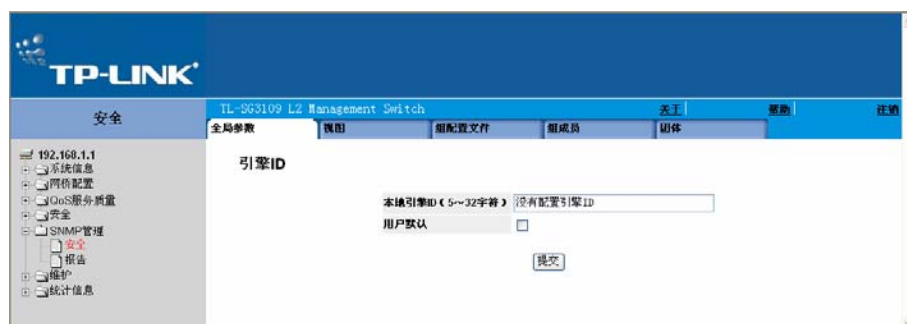 TP-LINK
安全
TL-SG3109 L2 Management Switch
关于
帮助
注销
全局参数
视图
组配置文件
组成员
团体
192.168.1.1
系统信息
网桥配置
QoS服务质量
安全
SNMP管理
安全
报告
维护
统计信息
引擎ID
本地引擎ID（5~~32字符）
没有配置引擎ID
用户默认
提交